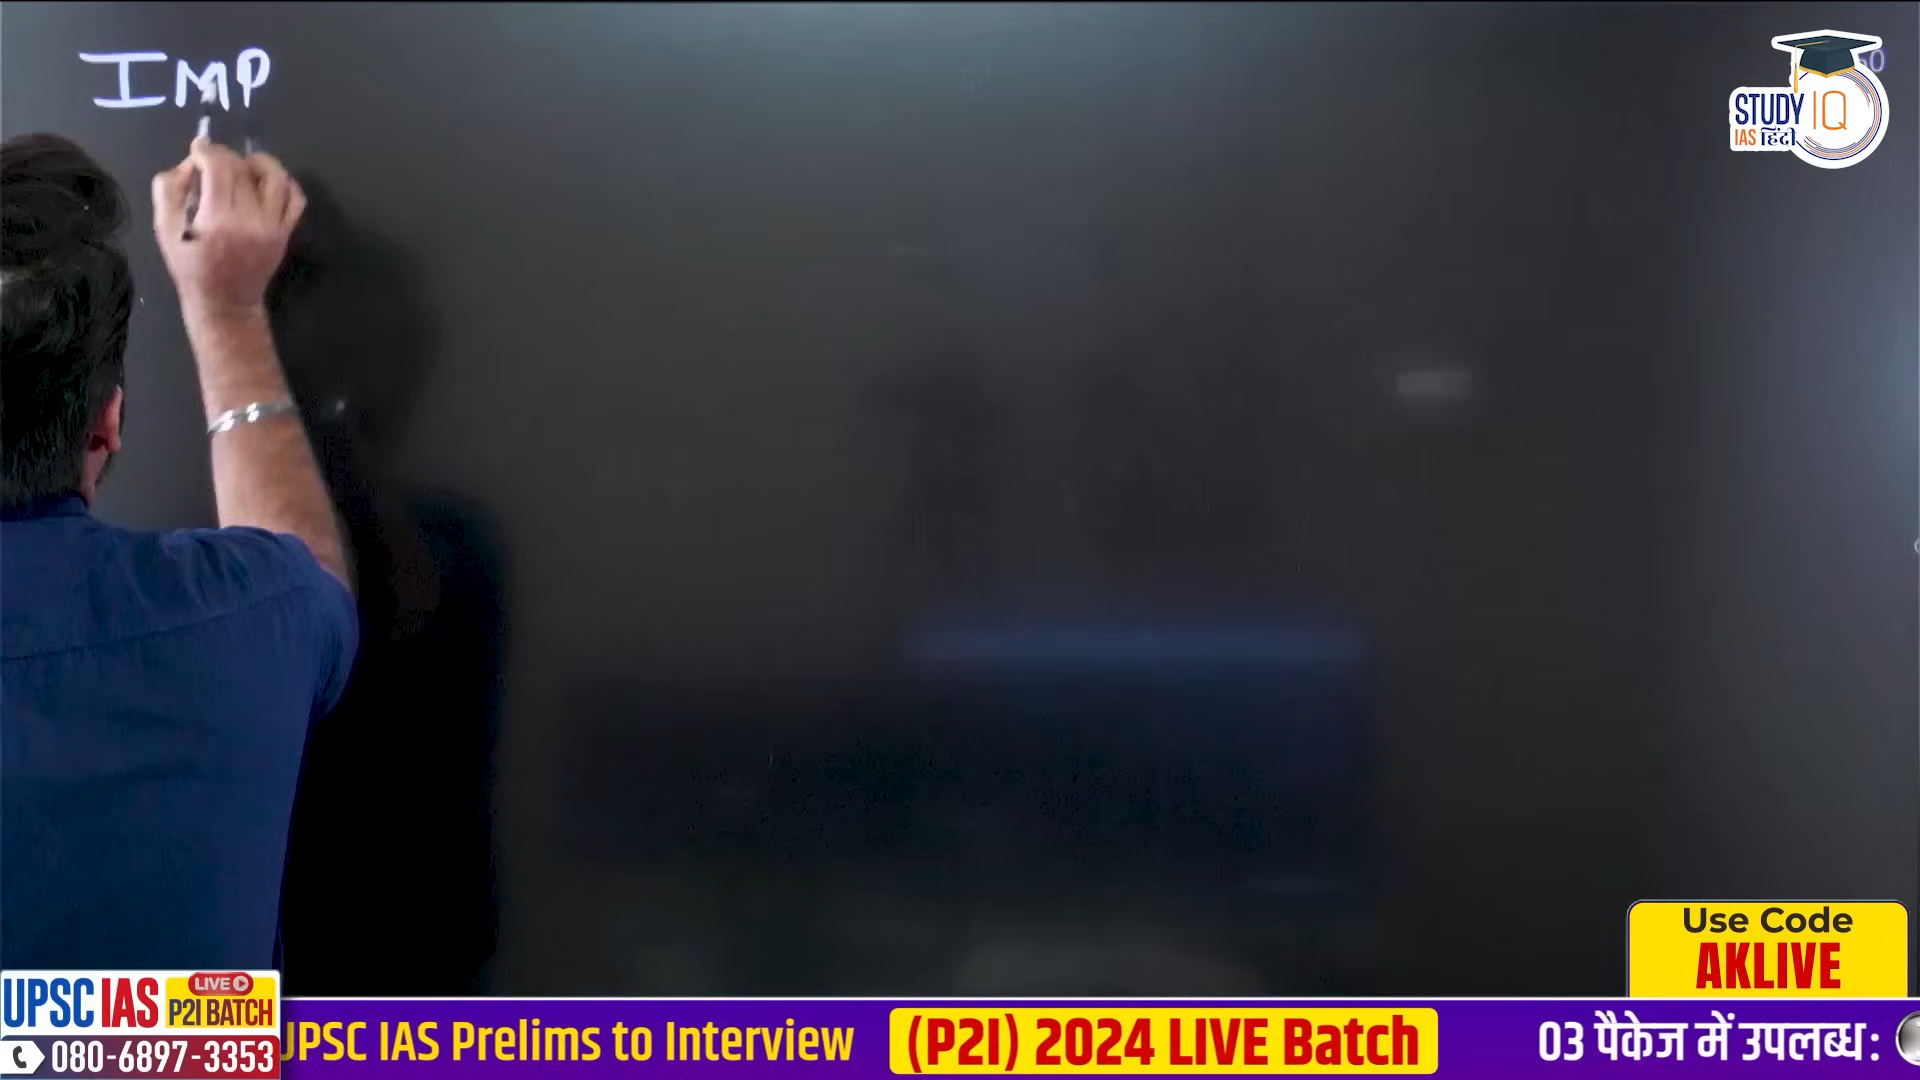 IMP
STUDY IQ
IAS हिंदी
Use Code
AKLIVE
UPSC IAS LIVE P2I BATCH
080-6897-3353
UPSC IAS Prelims to Interview (P2I) 2024 LIVE Batch 03 पैकेज में उपलब्ध: